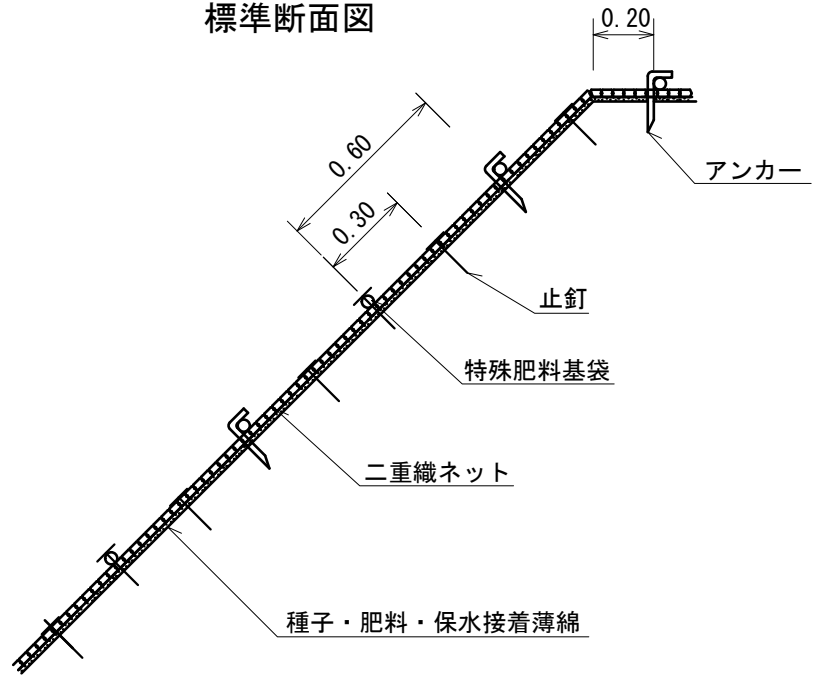 標準断面図
0.20
アンカー
0.60
0.30
止釘
特殊肥料基袋
二重織ネット
種子・肥料・保水接着薄綿